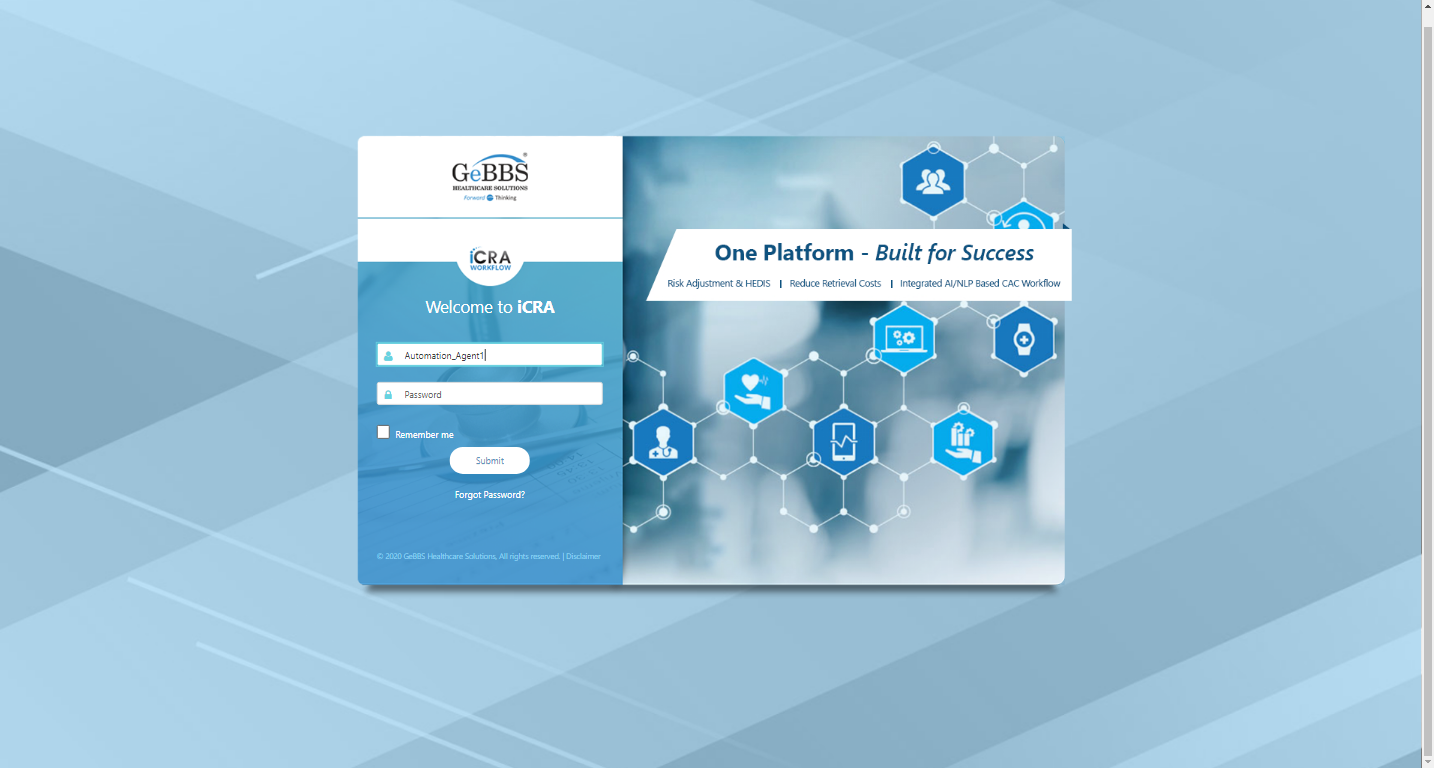 GeBBS®
HEALTHCARE SOLUTIONS
Forward Thinking
iCRA
WORKFLOW
Welcome to iCRA
Automation_Agent1
Password
Remember me
Submit
Forgot Password?
© 2020 GeBBS Healthcare Solutions, All rights reserved. | Disclaimer
One Platform - Built for Success
Risk Adjustment & HEDIS | Reduce Retrieval Costs | Integrated AI/NLP Based CAC Workflow